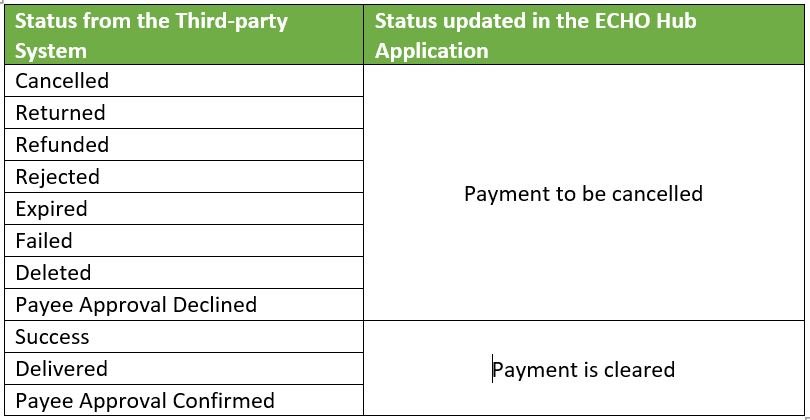 Status from the Third-party
System
Status updated in the ECHO Hub
Application
Cancelled
Returned
Refunded
Rejected
Expired
Failed
Deleted
Payee Approval Declined
Payment to be cancelled
Success
Delivered
Payee Approval Confirmed
Payment is cleared